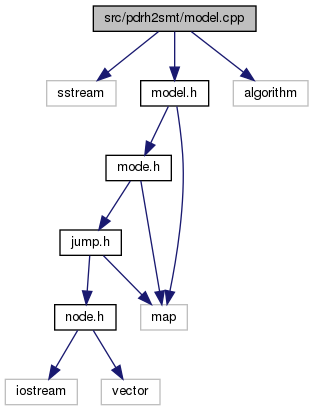 src/pdrh2smt/model.cpp
sstream
model.h
algorithm
mode.h
jump.h
node.h
map
iostream
vector